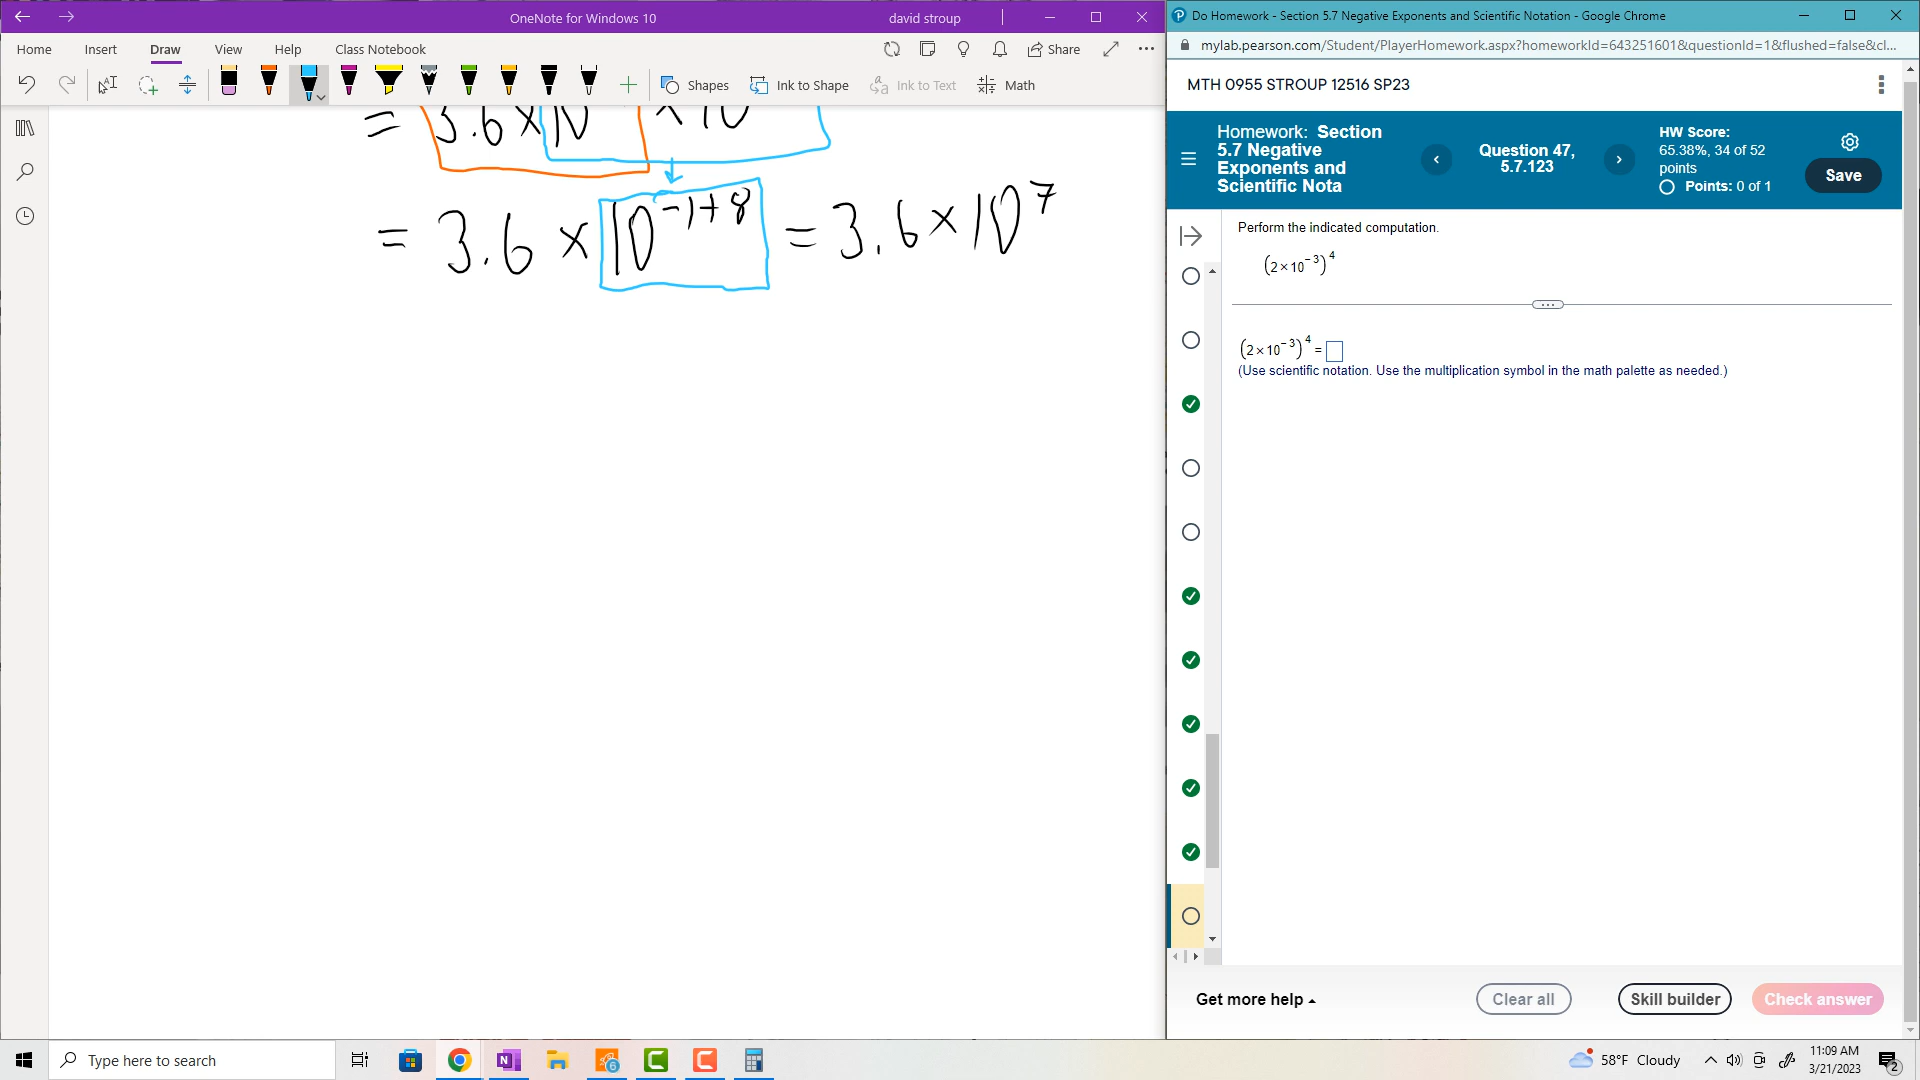 OneNote for Windows 10
david stroup
Home Insert Draw View Help Class Notebook Share
Shapes Ink to Shape Ink to Text Math
= 3.6 × 10 × 10
= 3.6 × 10⁻¹⁺⁸ = 3.6 × 10⁷
Do Homework - Section 5.7 Negative Exponents and Scientific Notation - Google Chrome
mylab.pearson.com/Student/PlayerHomework.aspx?homeworkId=643251601&questionId=1&flushed=false&cl...
MTH 0955 STROUP 12516 SP23
Homework: Section
5.7 Negative
Exponents and
Scientific Nota
Question 47,
5.7.123
HW Score:
65.38%, 34 of 52
points
Points: 0 of 1
Save
Perform the indicated computation.
(2×10⁻³)⁴
(2×10⁻³)⁴ =
(Use scientific notation. Use the multiplication symbol in the math palette as needed.)
Get more help
Clear all
Skill builder
Check answer
Type here to search
N
6
C
C
58°F Cloudy
11:09 AM
3/21/2023
2